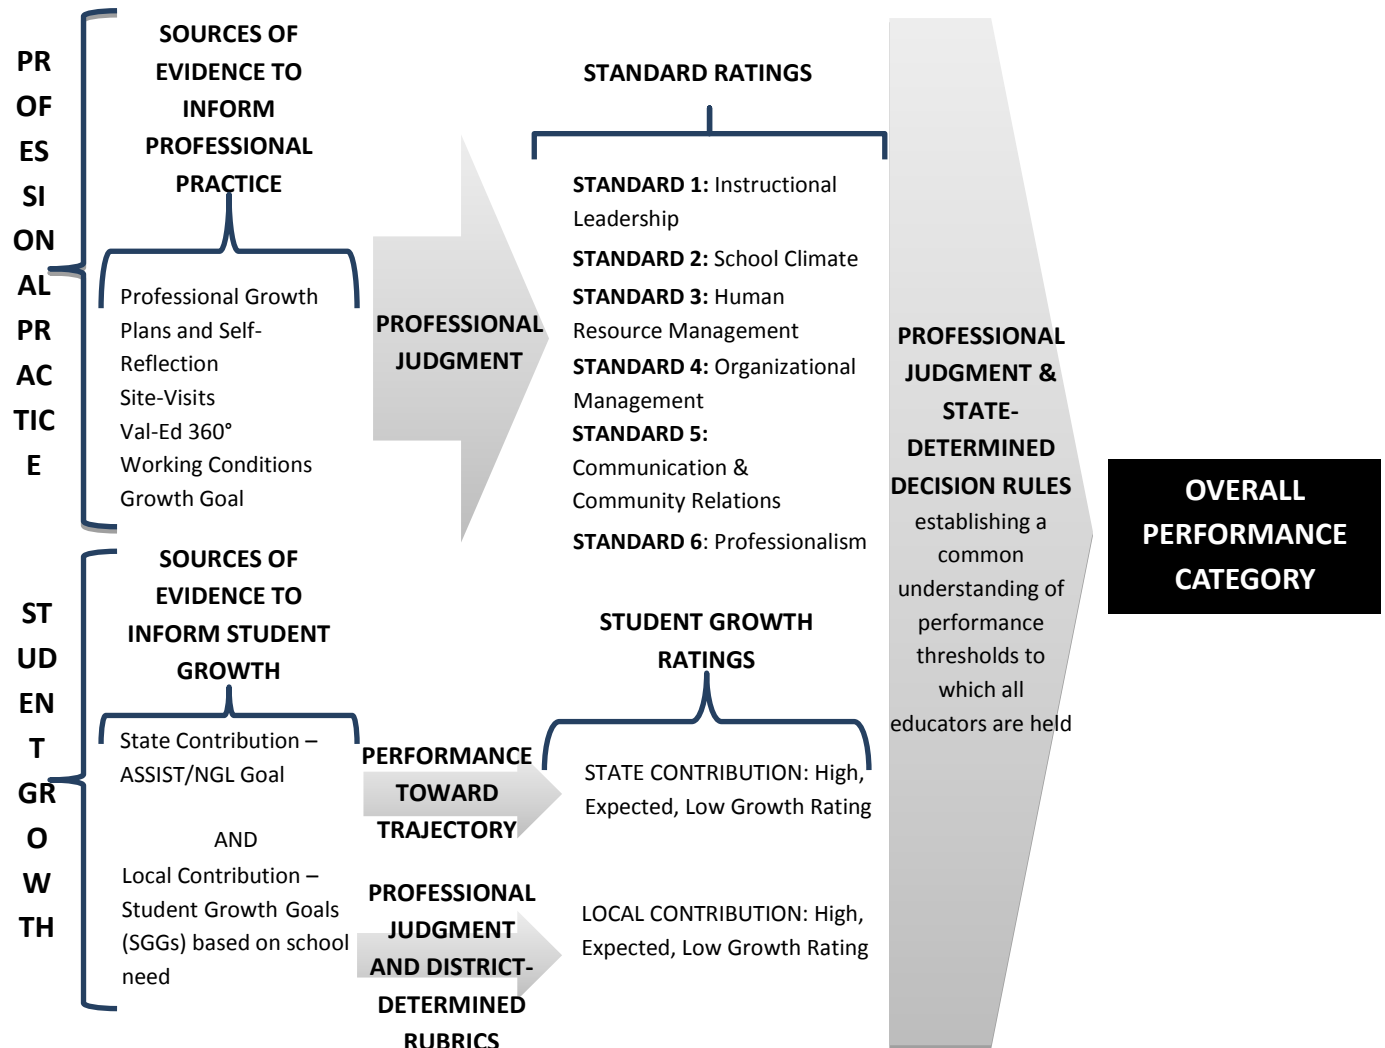 PR
OF
ES
SI
ON
AL
PR
AC
TIC
E
SOURCES OF
EVIDENCE TO
INFORM
PROFESSIONAL
PRACTICE
Professional Growth
Plans and Self-
Reflection
Site-Visits
Val-Ed 360°
Working Conditions
Growth Goal
PROFESSIONAL
JUDGMENT
STANDARD RATINGS
STANDARD 1: Instructional
Leadership
STANDARD 2: School Climate
STANDARD 3: Human
Resource Management
STANDARD 4: Organizational
Management
STANDARD 5:
Communication &
Community Relations
STANDARD 6: Professionalism
ST
UD
EN
T
GR
O
W
TH
SOURCES OF
EVIDENCE TO
INFORM STUDENT
GROWTH
State Contribution –
ASSIST/NGL Goal
AND
Local Contribution –
Student Growth Goals
(SGGs) based on school
need
PERFORMANCE
TOWARD
TRAJECTORY
PROFESSIONAL
JUDGMENT
AND DISTRICT-
DETERMINED
RUBRICS
STUDENT GROWTH
RATINGS
STATE CONTRIBUTION: High,
Expected, Low Growth Rating
LOCAL CONTRIBUTION: High,
Expected, Low Growth Rating
PROFESSIONAL
JUDGMENT &
STATE-
DETERMINED
DECISION RULES
establishing a
common
understanding of
performance
thresholds to
which all
educators are held
OVERALL
PERFORMANCE
CATEGORY